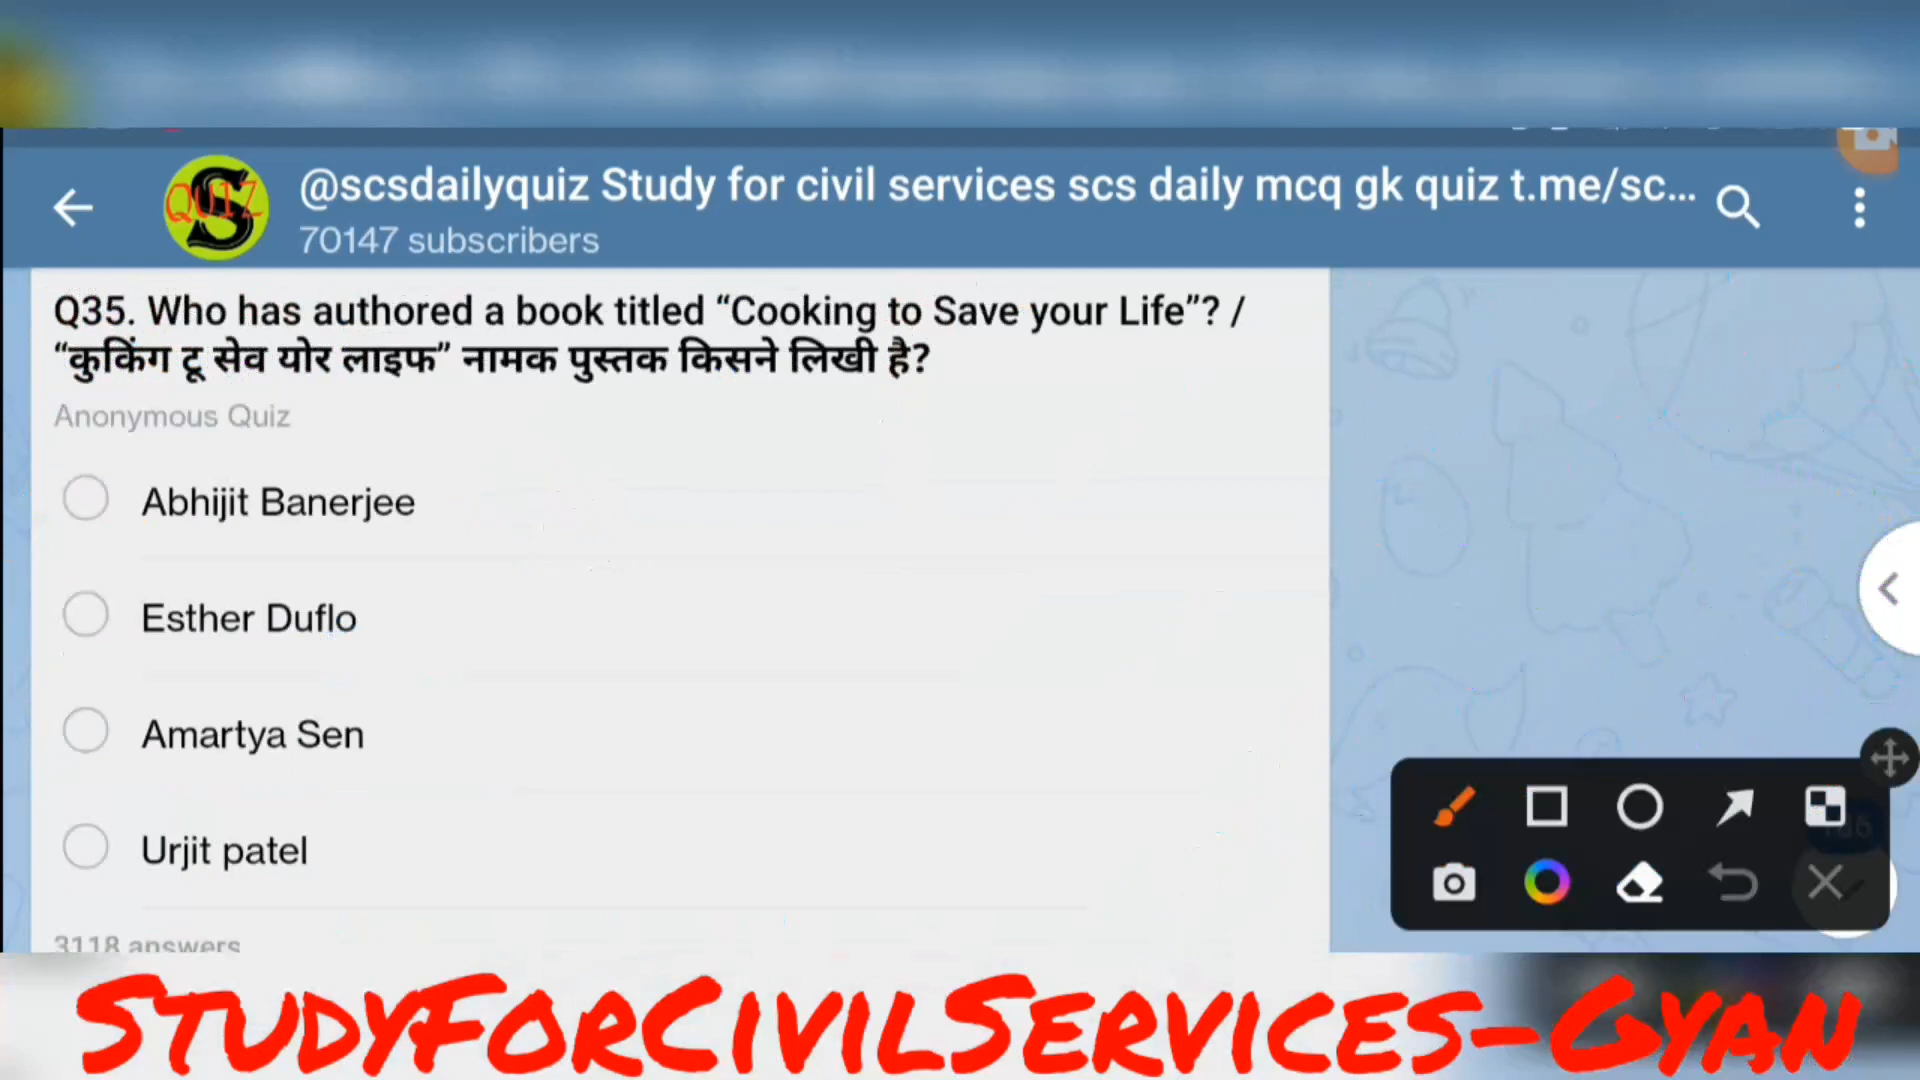 QUIZ S
@scsdailyquiz Study for civil services scs daily mcq gk quiz t.me/sc...
70147 subscribers
Q35. Who has authored a book titled “Cooking to Save your Life”? /
“कुकिंग टू सेव योर लाइफ” नामक पुस्तक किसने लिखी है?
Anonymous Quiz
Abhijit Banerjee
Esther Duflo
Amartya Sen
Urjit patel
3118 answers
STUDYFORCIVILSERVICES-GYAN